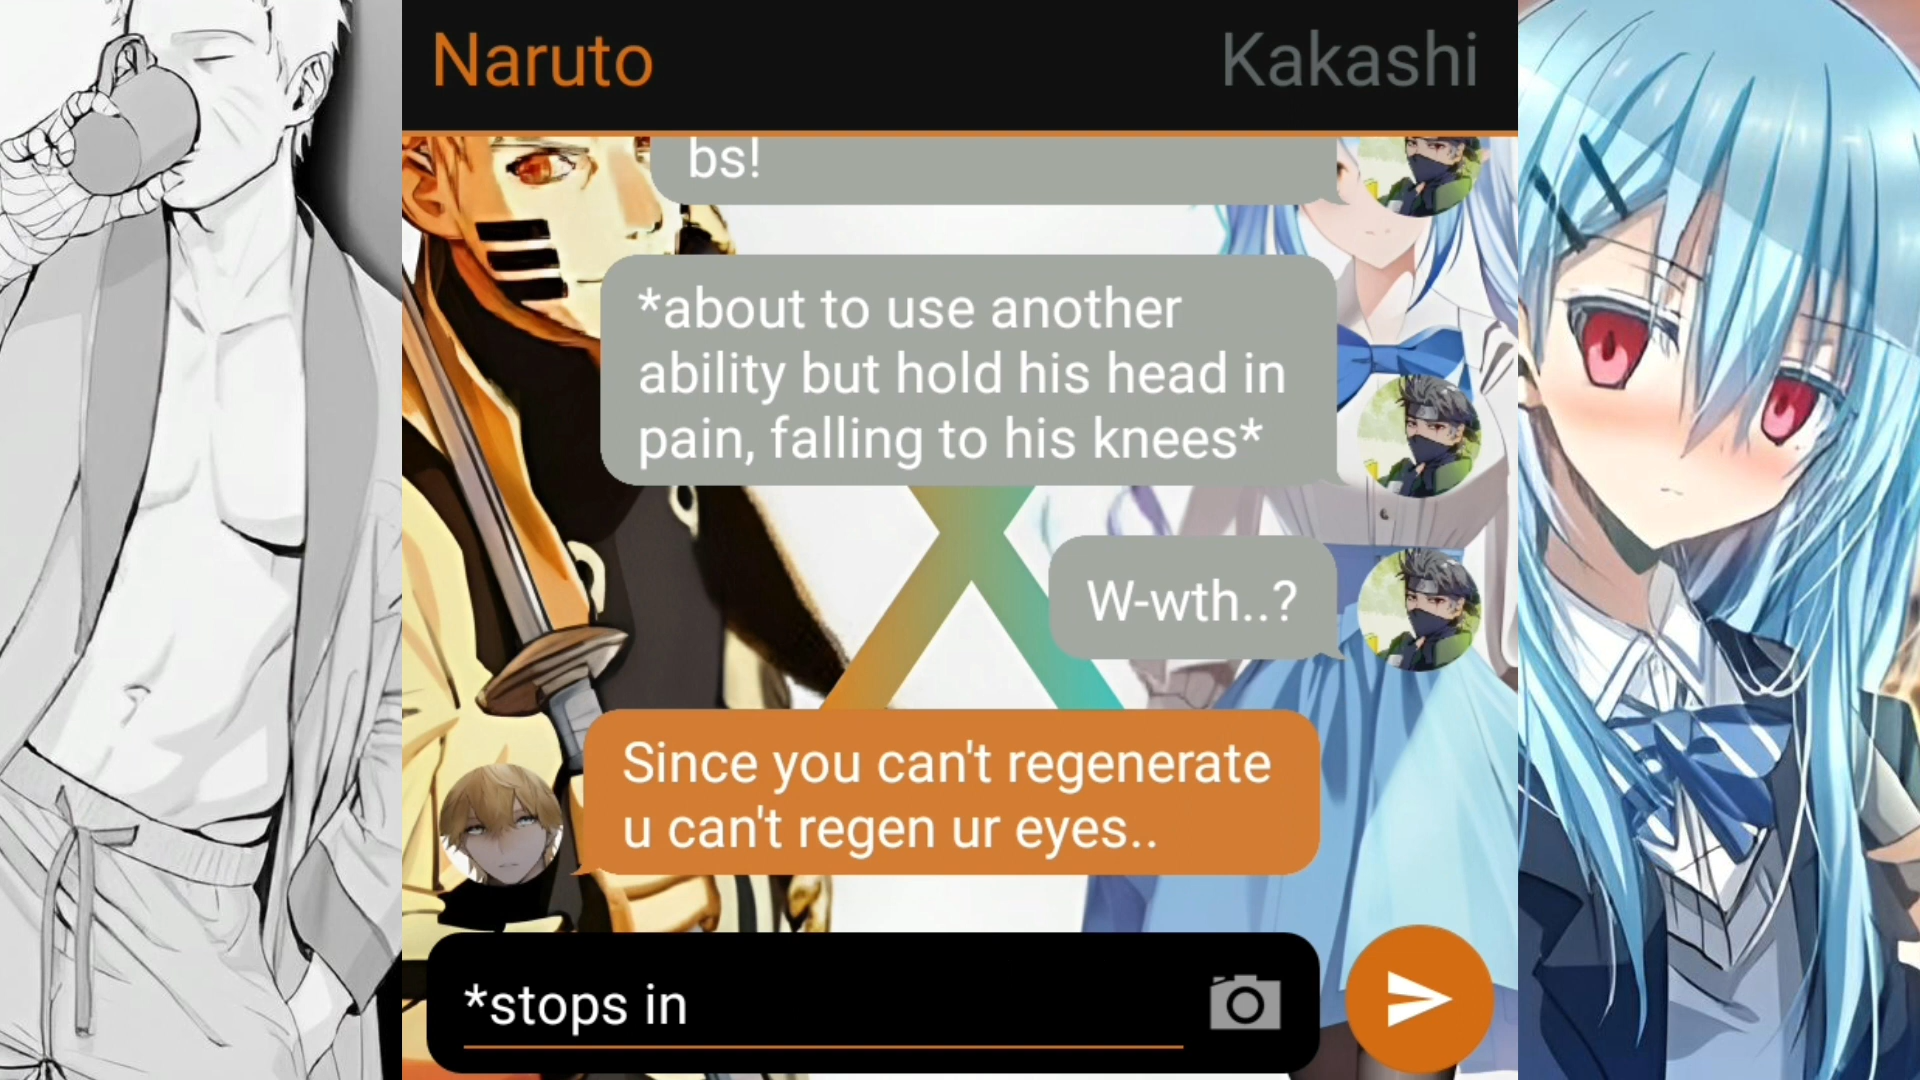 Naruto
Kakashi
bs!
*about to use another
ability but hold his head in
pain, falling to his knees*
W-wth..?
Since you can't regenerate
u can't regen ur eyes..
*stops in